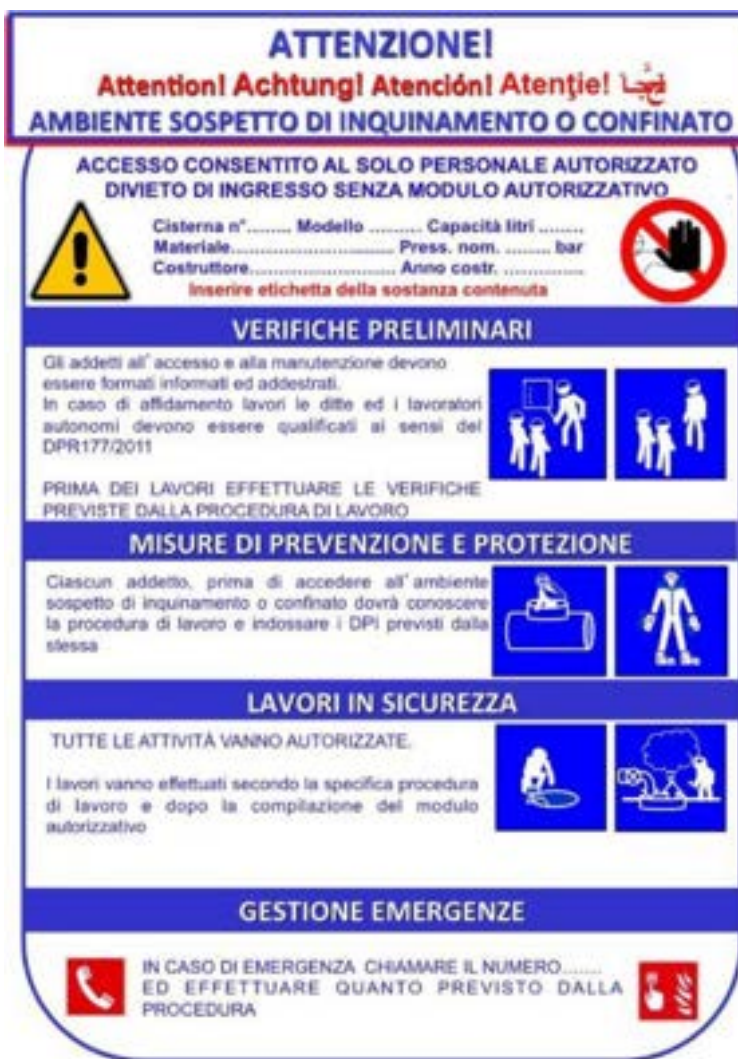 ATTENZIONE!
Attention! Achtung! Atención! Atenţie!
AMBIENTE SOSPETTO DI INQUINAMENTO O CONFINATO
ACCESSO CONSENTITO AL SOLO PERSONALE AUTORIZZATO
DIVIETO DI INGRESSO SENZA MODULO AUTORIZZATIVO
Cisterna n°........ Modello .......... Capacità litri ........
Materiale............................. Press. nom. ........ bar
Costruttore.......................... Anno costr. ...............
Inserire etichetta della sostanza contenuta
VERIFICHE PRELIMINARI
Gli addetti all' accesso e alla manutenzione devono
essere formati informati ed addestrati.
In caso di affidamento lavori le ditte ed i lavoratori
autonomi devono essere qualificati ai sensi del
DPR177/2011
PRIMA DEI LAVORI EFFETTUARE LE VERIFICHE
PREVISTE DALLA PROCEDURA DI LAVORO
MISURE DI PREVENZIONE E PROTEZIONE
Ciascun addetto, prima di accedere all' ambiente
sospetto di inquinamento o confinato dovrà conoscere
la procedura di lavoro e indossare i DPI previsti dalla
stessa
LAVORI IN SICUREZZA
TUTTE LE ATTIVITÀ VANNO AUTORIZZATE.
I lavori vanno effettuati secondo la specifica procedura
di lavoro e dopo la compilazione del modulo
autorizzativo
GESTIONE EMERGENZE
IN CASO DI EMERGENZA CHIAMARE IL NUMERO.......
ED EFFETTUARE QUANTO PREVISTO DALLA
PROCEDURA